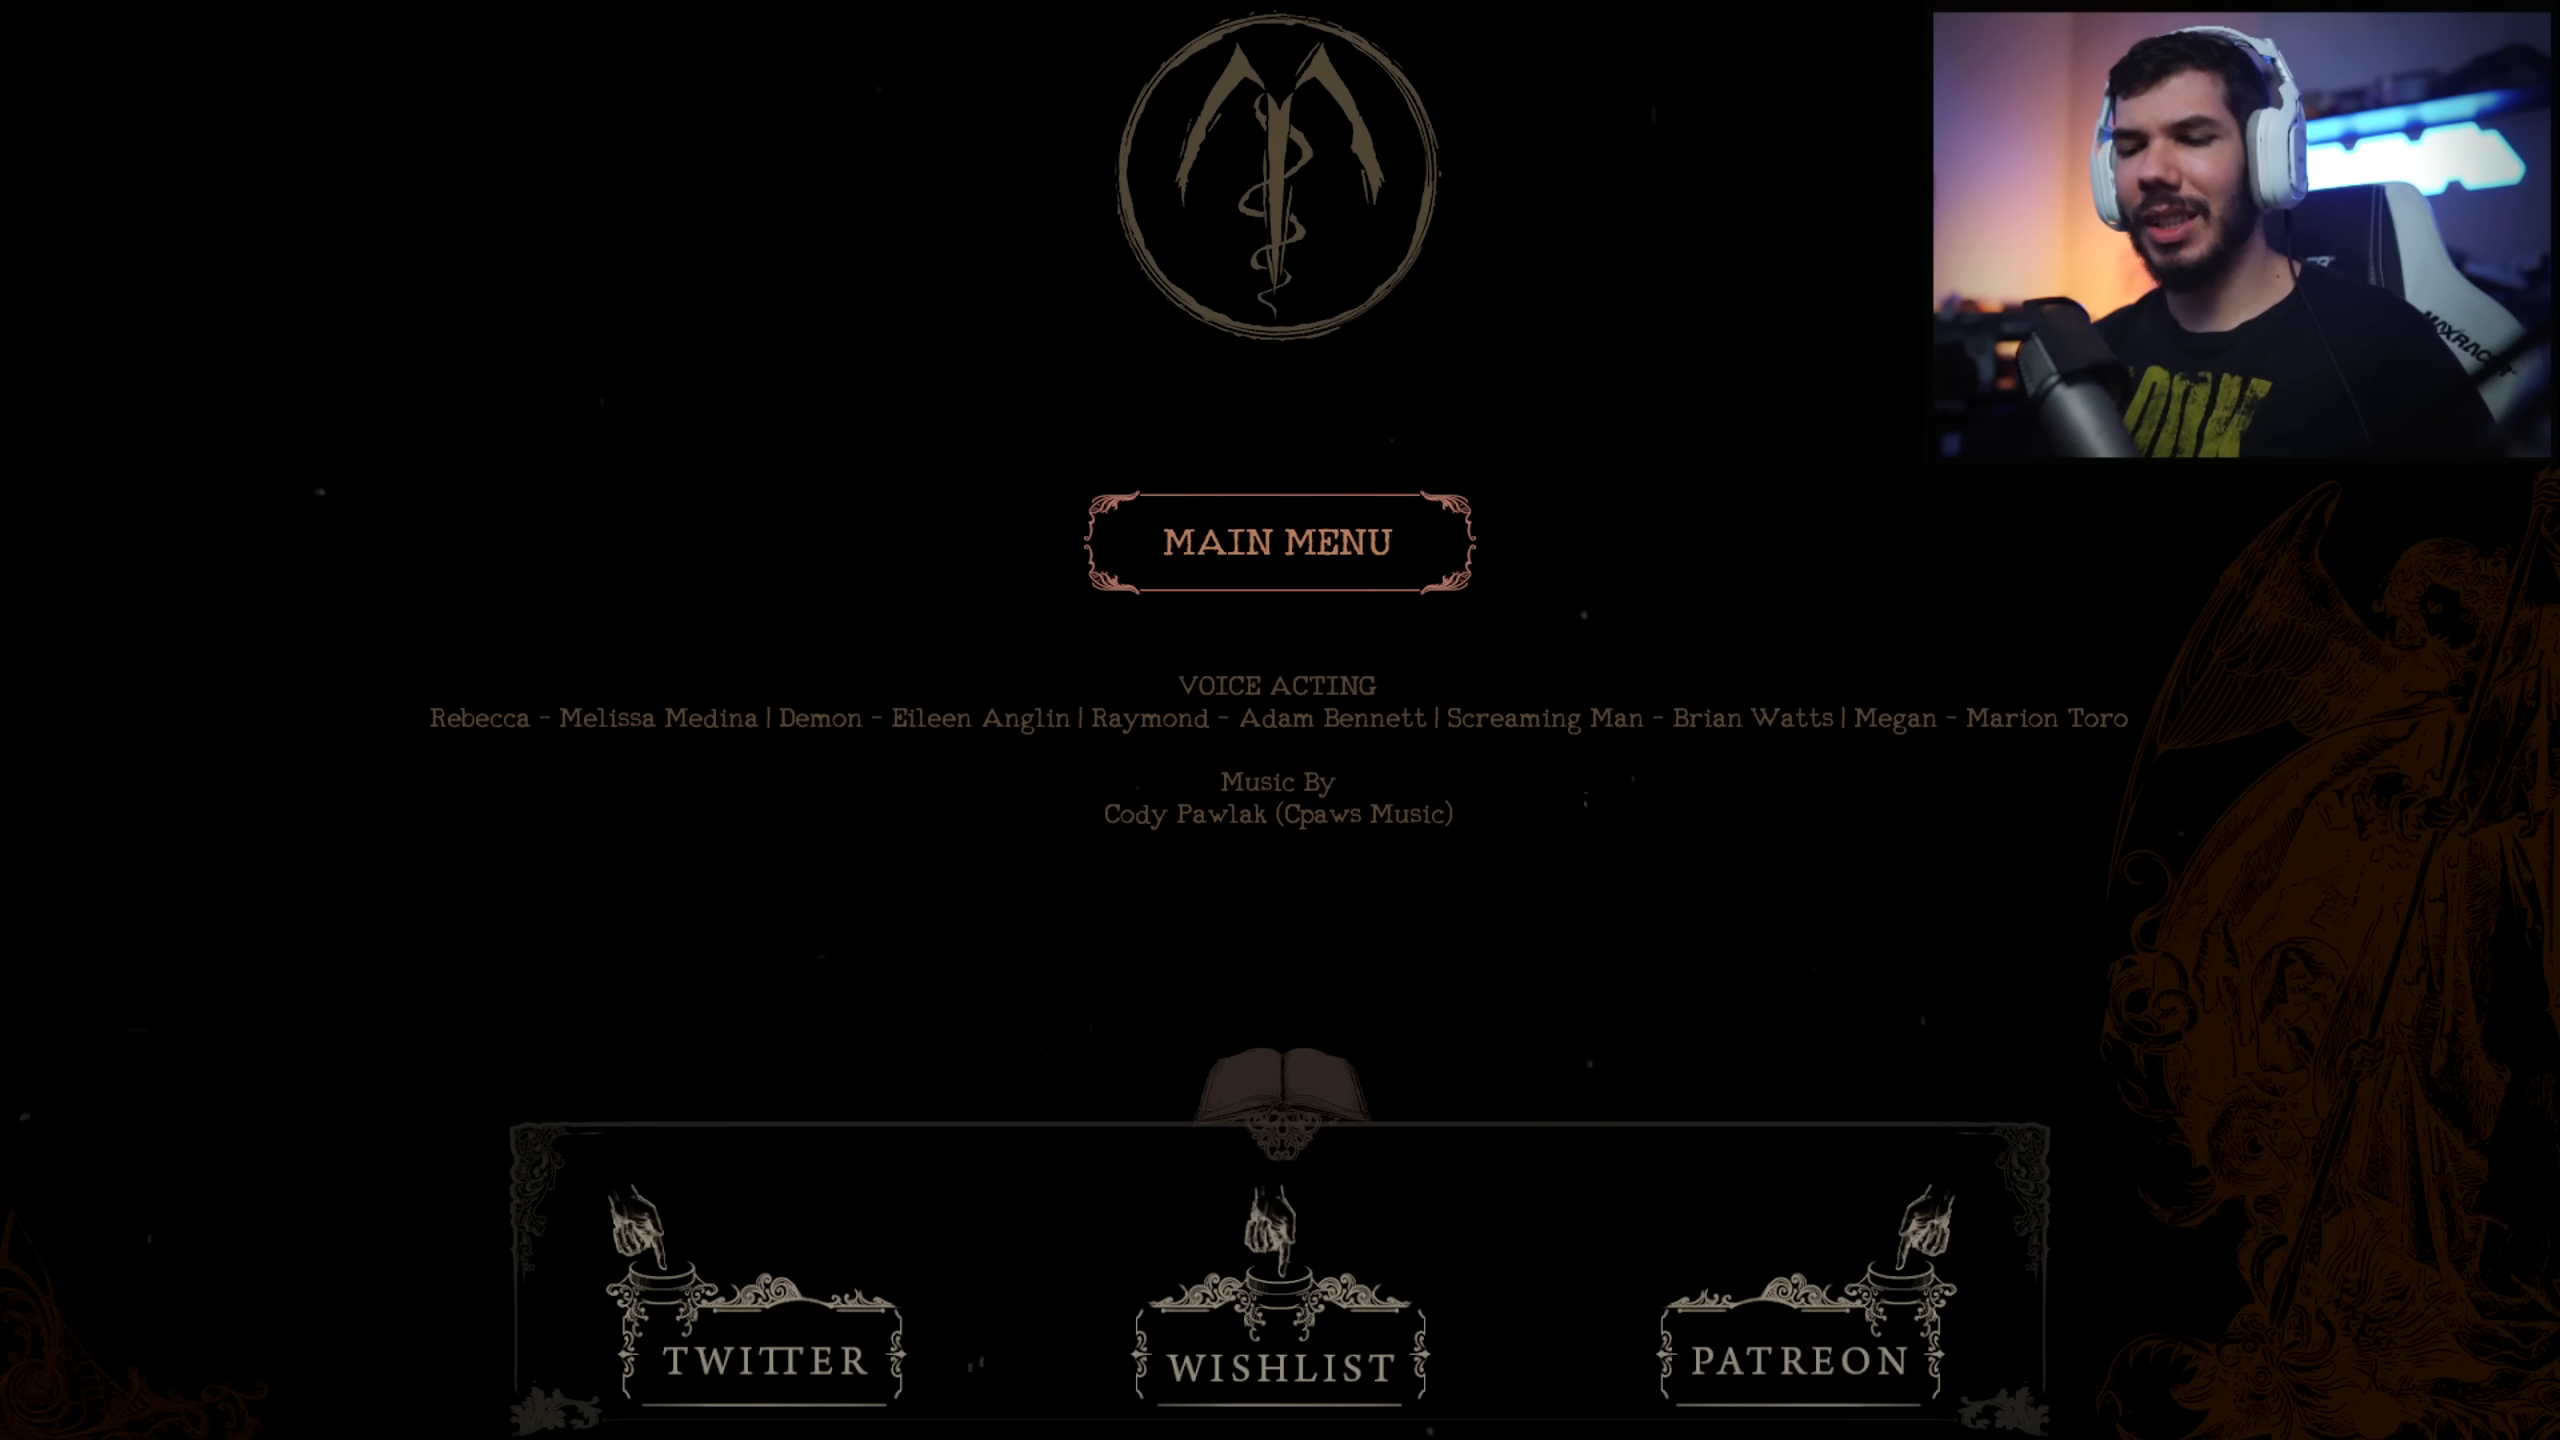 MAXRAC
MAIN MENU
VOICE ACTING
Rebecca - Melissa Medina | Demon - Eileen Anglin | Raymond - Adam Bennett | Screaming Man - Brian Watts | Megan - Marion Toro
Music By
Cody Pawlak (Cpaws Music)
TWITTER
WISHLIST
PATREON